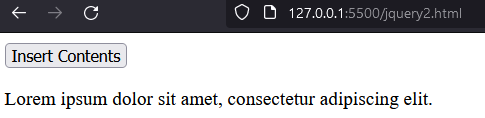 127.0.0.1:5500/jquery2.html
Insert Contents
Lorem ipsum dolor sit amet, consectetur adipiscing elit.